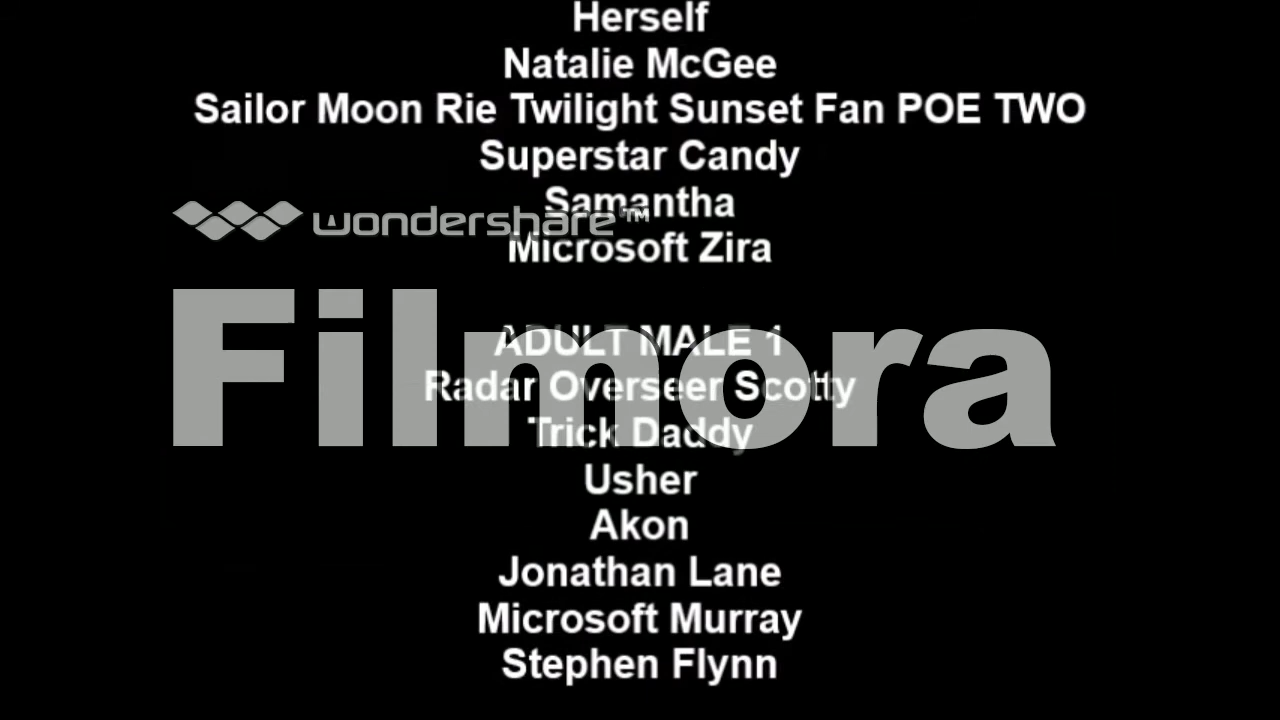 Herself
Natalie McGee
Sailor Moon Rie Twilight Sunset Fan POE TWO
Superstar Candy
Samantha
wondershare™
Microsoft Zira
Filmora
ADULT MALE 1
Radar Overseer Scotty
Trick Daddy
Usher
Akon
Jonathan Lane
Microsoft Murray
Stephen Flynn